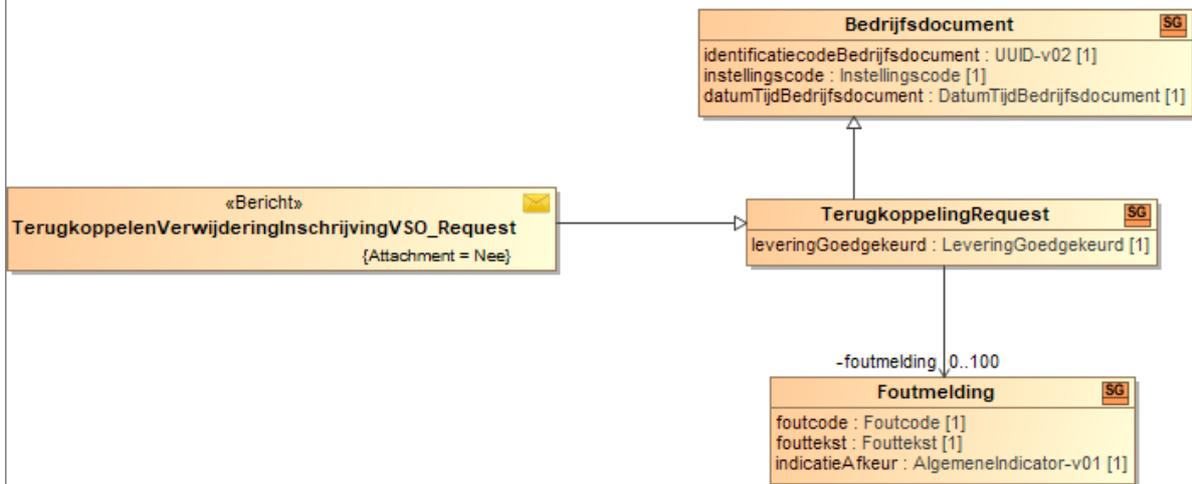 Bedrijfsdocument
SG
identificatiecodeBedrijfsdocument : UUID-v02 [1]
instellingscode : Instellingscode [1]
datumTijdBedrijfsdocument : DatumTijdBedrijfsdocument [1]
«Bericht»
TerugkoppelenVerwijderingInschrijvingVSO_Request
{Attachment = Nee}
TerugkoppelingRequest
SG
leveringGoedgekeurd : LeveringGoedgekeurd [1]
-foutmelding 0..100
Foutmelding
SG
foutcode : Foutcode [1]
fouttekst : Fouttekst [1]
indicatieAfkeur : AlgemeneIndicator-v01 [1]